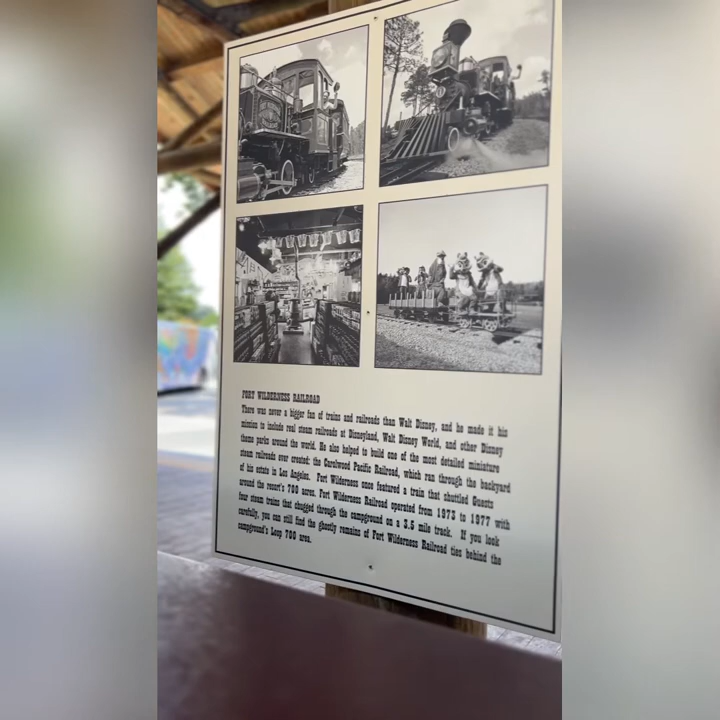 FORT WILDERNESS RAILROAD
There was never a bigger fan of trains and railroads than Walt Disney, and he made it his
mission to include real steam railroads at Disneyland, Walt Disney World, and other Disney
theme parks around the world. He also helped to build one of the most detailed miniature
steam railroads ever created: the Carolwood Pacific Railroad, which ran through the backyard
of his estate in Los Angeles. Fort Wilderness once featured a train that shuttled Guests
around the resort's 700 acres. Fort Wilderness Railroad operated from 1973 to 1977 with
four steam trains that chugged through the campground on a 3.5 mile track. If you look
carefully, you can still find the ghostly remains of Fort Wilderness Railroad ties behind the
campground's Loop 700 area.